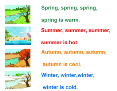 Spring, spring, spring,
spring is warm.
Summer, summer, summer,
summer is hot.
Autumn, autumn, autumn,
autumn is cool.
Winter, winter,winter,
winter is cold.